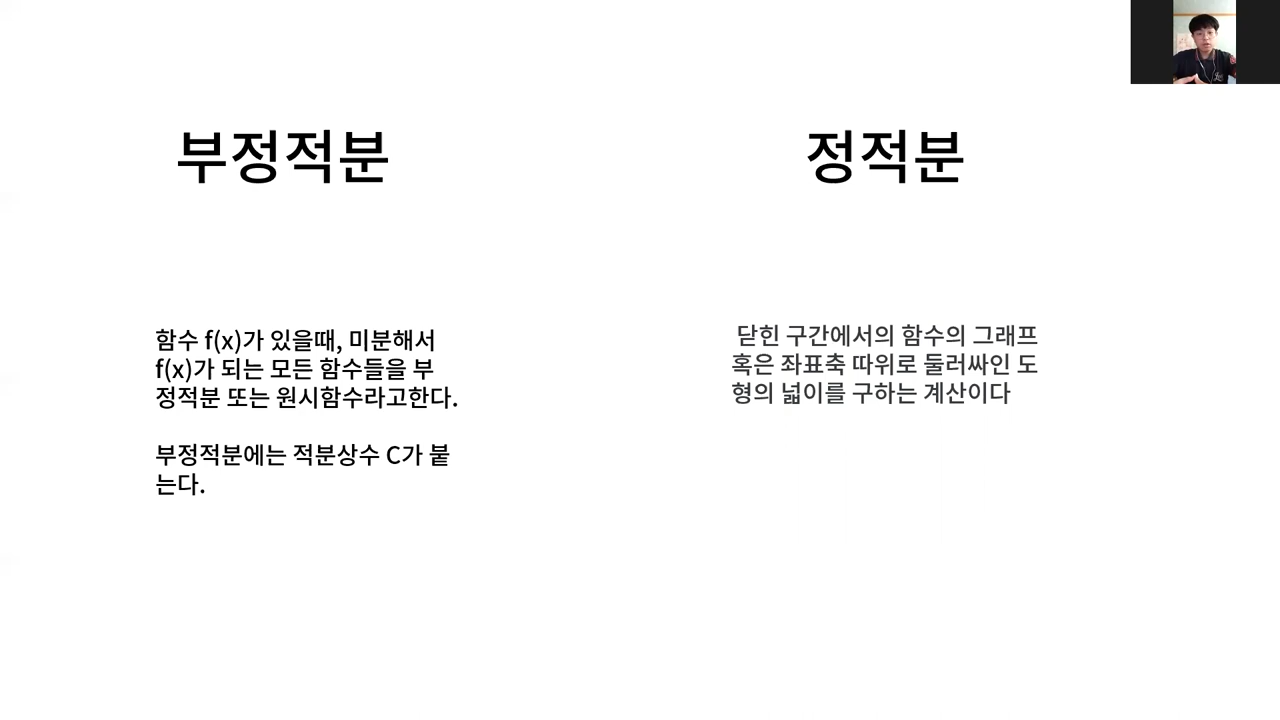 부정적분
함수 f(x)가 있을때, 미분해서
f(x)가 되는 모든 함수들을 부
정적분 또는 원시함수라고한다.
부정적분에는 적분상수 C가 붙
는다.
정적분
닫힌 구간에서의 함수의 그래프
혹은 좌표축 따위로 둘러싸인 도
형의 넓이를 구하는 계산이다